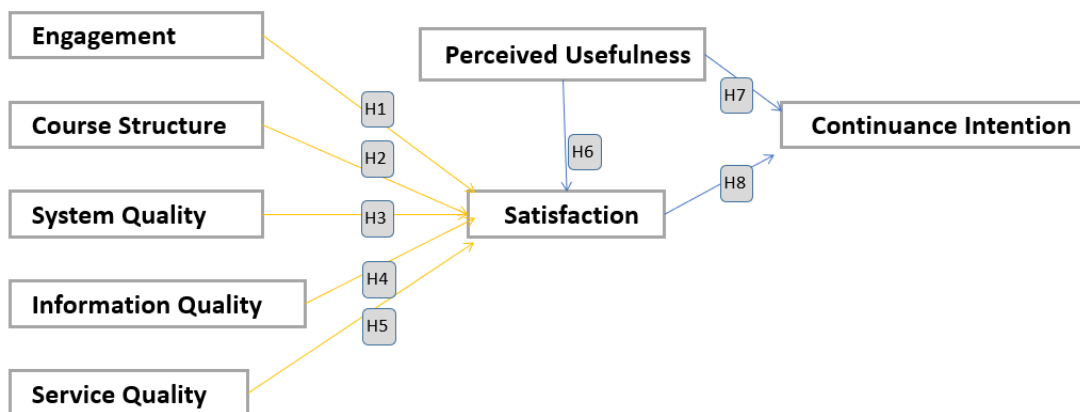 Engagement
Perceived Usefulness
H7
H1
Course Structure
Continuance Intention
H2
H6
H8
System Quality
H3
Satisfaction
H4
Information Quality
H5
Service Quality